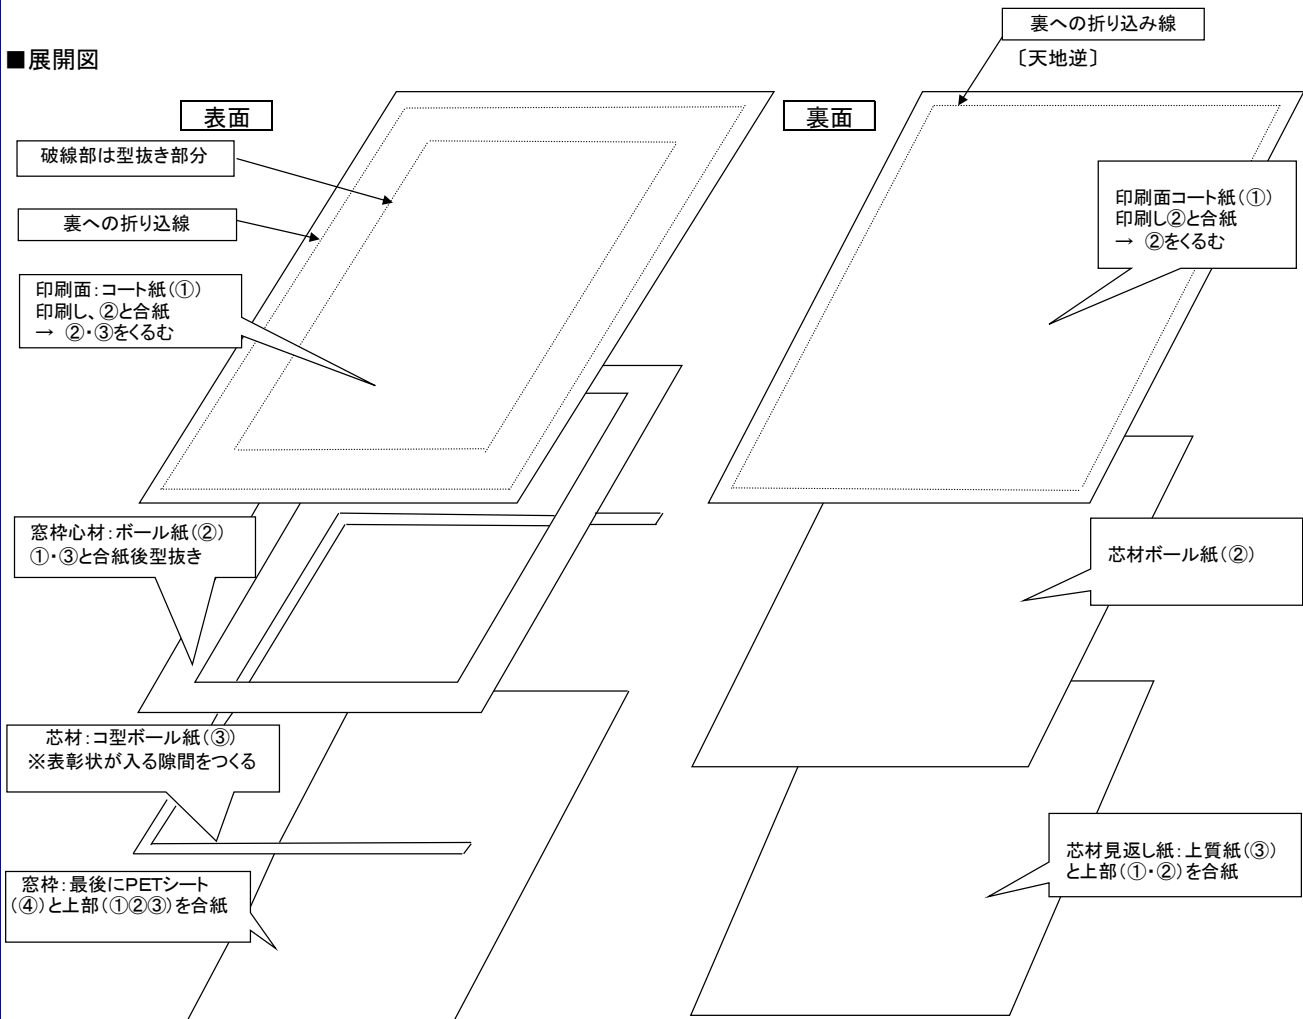 ■展開図
表面
破線部は型抜き部分
裏への折り込線
印刷面：コート紙（①）
印刷し、②と合紙
→ ②・③をくるむ
窓枠心材：ボール紙（②）
①・③と合紙後型抜き
芯材：コ型ボール紙（③）
※表彰状が入る隙間をつくる
窓枠：最後にPETシート
（④）と上部（①②③）を合紙
裏への折り込み線
〔天地逆〕
裏面
印刷面コート紙（①）
印刷し②と合紙
→ ②をくるむ
芯材ボール紙（②）
芯材見返し紙：上質紙（③）
と上部（①・②）を合紙